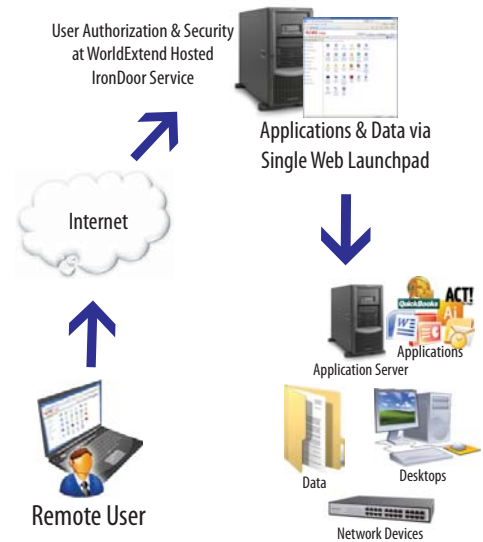 User Authorization & Security
at WorldExtend Hosted
IronDoor Service
Applications & Data via
Single Web Launchpad
Internet
Remote User
QuickBooks
ACT!
Ai
W
P
Applications
Application Server
Data
Desktops
Network Devices